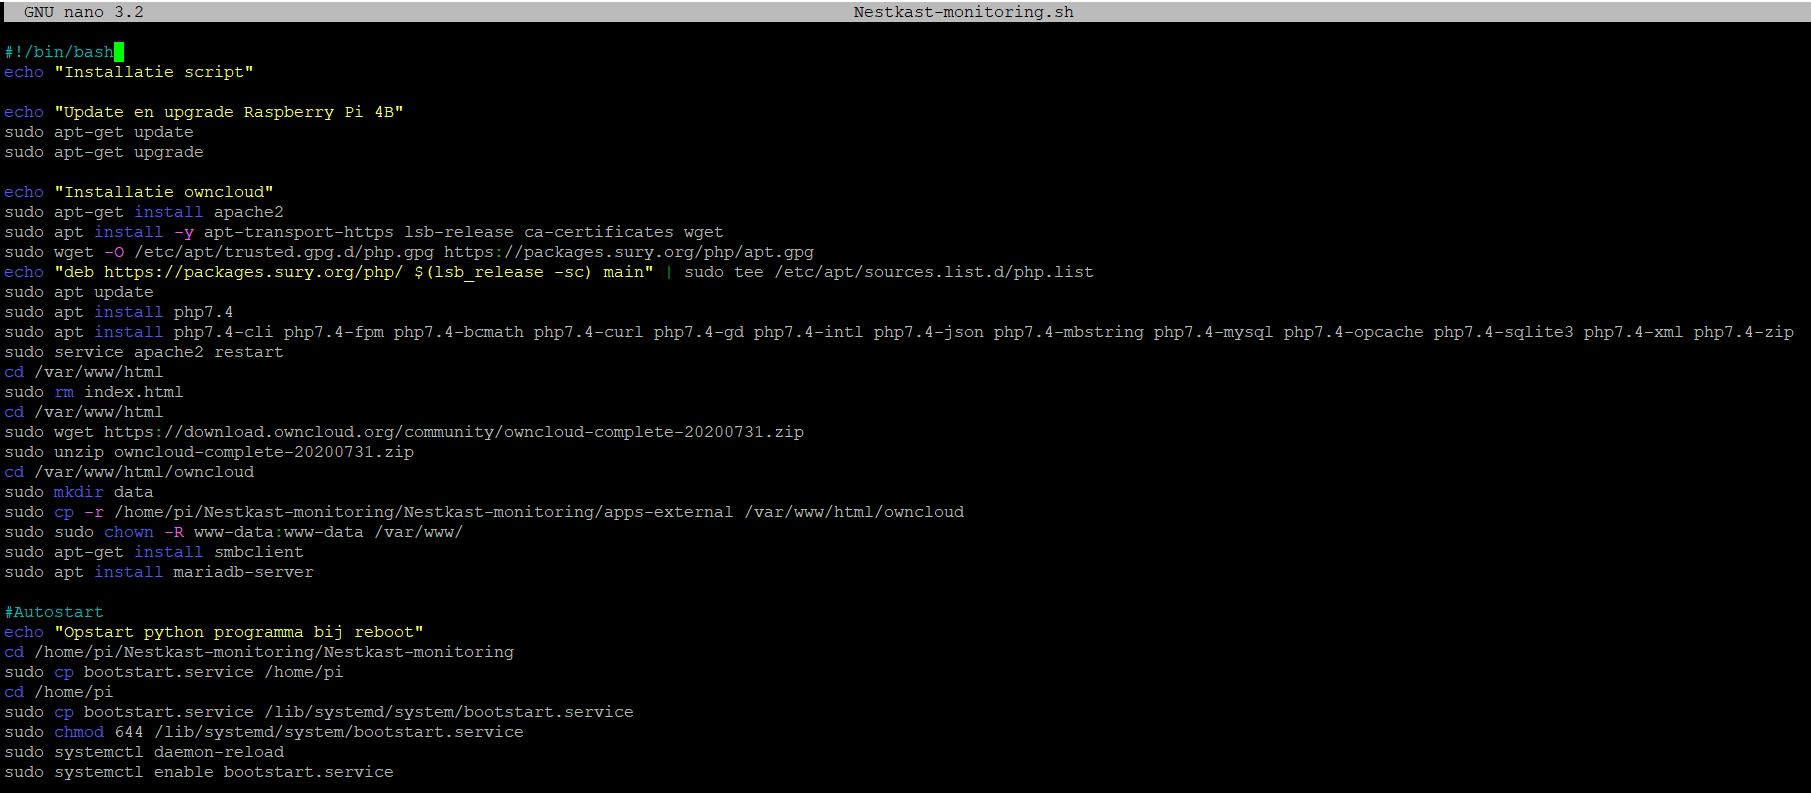 GNU nano 3.2 Nestkast-monitoring.sh
#!/bin/bash
echo "Installatie script"
echo "Update en upgrade Raspberry Pi 4B"
sudo apt-get update
sudo apt-get upgrade
echo "Installatie owncloud"
sudo apt-get install apache2
sudo apt install -y apt-transport-https lsb-release ca-certificates wget
sudo wget -O /etc/apt/trusted.gpg.d/php.gpg https://packages.sury.org/php/apt.gpg
echo "deb https://packages.sury.org/php/ $(lsb_release -sc) main" | sudo tee /etc/apt/sources.list.d/php.list
sudo apt update
sudo apt install php7.4
sudo apt install php7.4-cli php7.4-fpm php7.4-bcmath php7.4-curl php7.4-gd php7.4-intl php7.4-json php7.4-mbstring php7.4-mysql php7.4-opcache php7.4-sqlite3 php7.4-xml php7.4-zip
sudo service apache2 restart
cd /var/www/html
sudo rm index.html
cd /var/www/html
sudo wget https://download.owncloud.org/community/owncloud-complete-20200731.zip
sudo unzip owncloud-complete-20200731.zip
cd /var/www/html/owncloud
sudo mkdir data
sudo cp -r /home/pi/Nestkast-monitoring/Nestkast-monitoring/apps-external /var/www/html/owncloud
sudo sudo chown -R www-data:www-data /var/www/
sudo apt-get install smbclient
sudo apt install mariadb-server
#Autostart
echo "Opstart python programma bij reboot"
cd /home/pi/Nestkast-monitoring/Nestkast-monitoring
sudo cp bootstart.service /home/pi
cd /home/pi
sudo cp bootstart.service /lib/systemd/system/bootstart.service
sudo chmod 644 /lib/systemd/system/bootstart.service
sudo systemctl daemon-reload
sudo systemctl enable bootstart.service